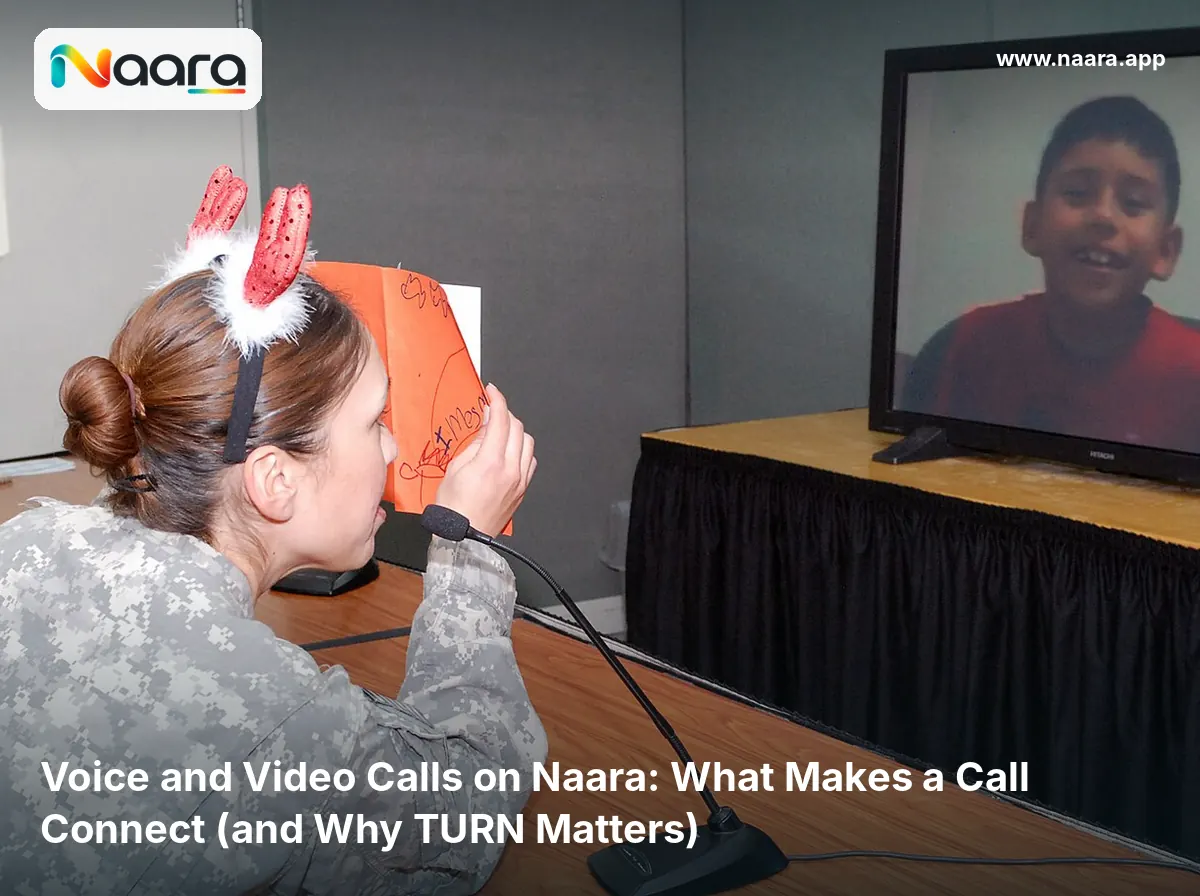 Naara
www.naara.app
HITACHI
Voice and Video Calls on Naara: What Makes a Call
Connect (and Why TURN Matters)